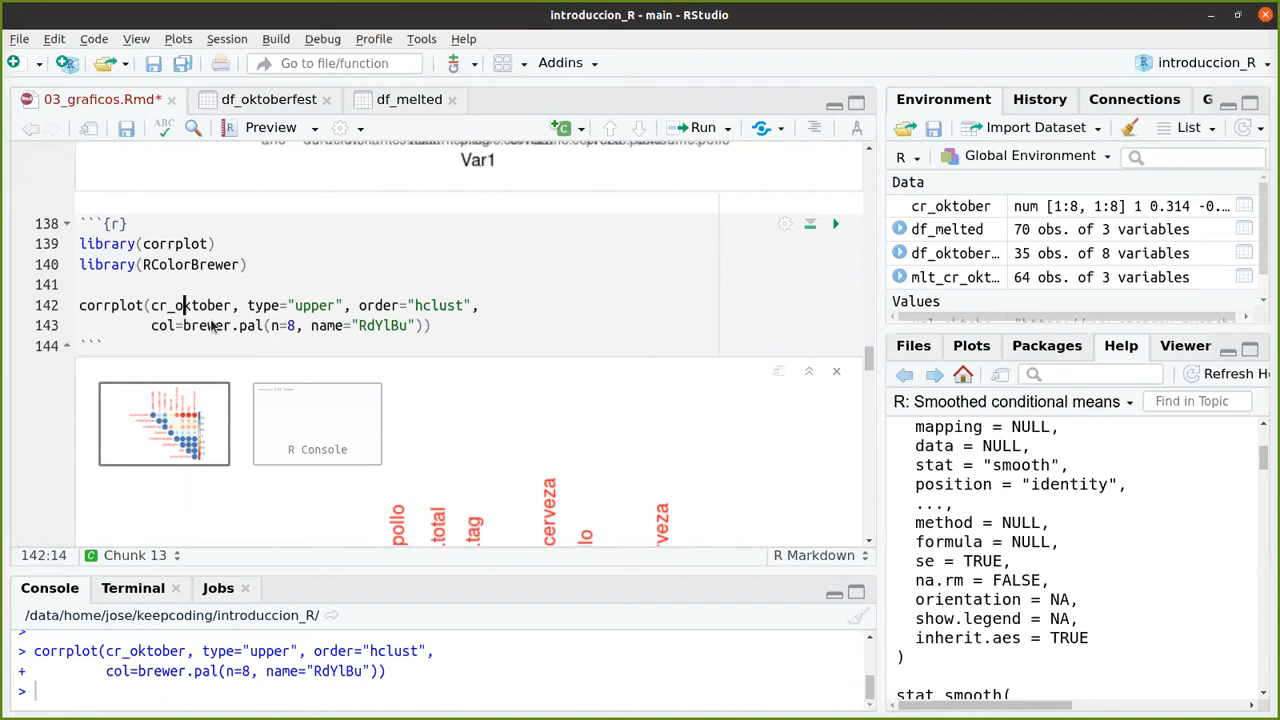 introduccion_R - main - RStudio
File Edit Code View Plots Session Build Debug Profile Tools Help
Go to file/function Addins introduccion_R
03_graficos.Rmd* df_oktoberfest df_melted
ABC Preview Run
Var1
138 ```{r}
139 library(corrplot)
140 library(RColorBrewer)
141
142 corrplot(cr_oktober, type="upper", order="hclust",
143 col=brewer.pal(n=8, name="RdYlBu"))
144 ```
R Console
pollo
.total
.tag
cerveza
lo
rveza
142:14 Chunk 13 R Markdown
Console Terminal Jobs
/data/home/jose/keepcoding/introduccion_R/
>
> corrplot(cr_oktober, type="upper", order="hclust",
+ col=brewer.pal(n=8, name="RdYlBu"))
>
Environment History Connections G
Import Dataset List
R Global Environment
Data
cr_oktober num [1:8, 1:8] 1 0.314 -0...
df_melted 70 obs. of 3 variables
df_oktober… 35 obs. of 8 variables
mlt_cr_okt… 64 obs. of 3 variables
Values
Files Plots Packages Help Viewer
Refresh He
R: Smoothed conditional means Find in Topic
mapping = NULL,
data = NULL,
stat = "smooth",
position = "identity",
...,
method = NULL,
formula = NULL,
se = TRUE,
na.rm = FALSE,
orientation = NA,
show.legend = NA,
inherit.aes = TRUE
)
stat_smooth(